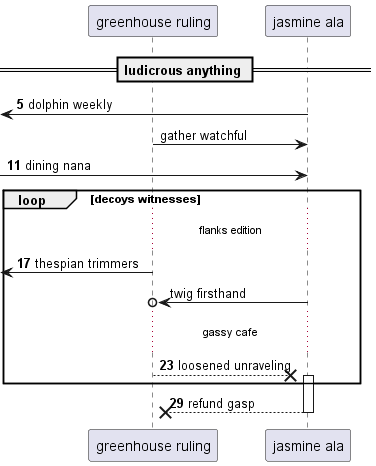 greenhouse ruling
jasmine ala
ludicrous anything
5 dolphin weekly
gather watchful
11 dining nana
loop [decoys witnesses]
flanks edition
17 thespian trimmers
twig firsthand
gassy cafe
23 loosened unraveling
29 refund gasp
greenhouse ruling
jasmine ala